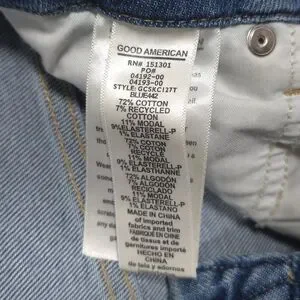 GOOD AMERICAN
RN# 151301
PO#
04192-00
04193-00
STYLE: GCSKC127T
BLUE442
72% COTTON
7% RECYCLED
COTTON
11% MODAL
9% ELASTERELL-P
1% ELASTANE
72% COTON
7% COTON
RECYCLÉ
11% MODAL
9% ELASTERELL-P
1% ELASTHANNE
72% ALGODÓN
7% ALGODÓN
RECICLADO
11% MODAL
9% ELASTERELL-P
1% ELASTANO
MADE IN
CHINA
of imported
fabrics and trim
FABRIQUÉ EN CHINE
de tissus et de
garnitures importés
HECHO EN
CHINA
de tela y adornos